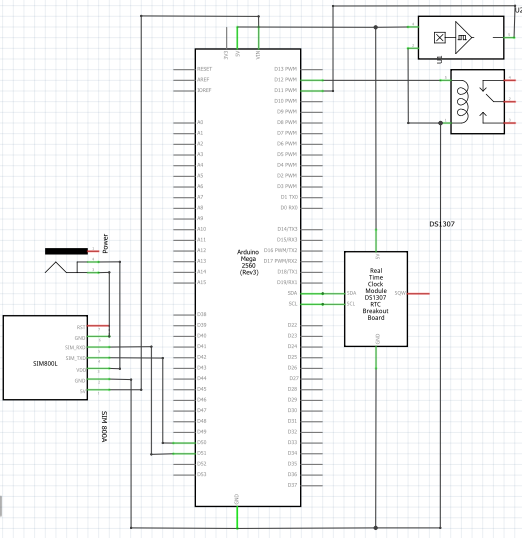 U2
3V3
5V
VIN
U1
RESET
AREF
IOREF
A0
A1
A2
A3
A4
A5
A6
A7
A8
A9
A10
A11
A12
A13
A14
A15
D38
D39
D40
D41
D42
D43
D44
D45
D46
D47
D48
D49
D50
D51
D52
D53
GND
Arduino
Mega
2560
(Rev3)
D13 PWM
D12 PWM
D11 PWM
D10 PWM
D9 PWM
D8 PWM
D7 PWM
D6 PWM
D5 PWM
D4 PWM
D2 PWM
D3 PWM
D1 TX0
D0 RX0
D14/TX3
D15/RX3
D16 PWM/TX2
D17 PWM/RX2
D18/TX1
D19/RX1
SDA
SCL
D22
D23
D24
D25
D26
D27
D28
D29
D30
D31
D32
D33
D34
D35
D36
D37
DS1307
5V
Real
Time
Clock
Module
DS1307
RTC
Breakout
Board
SDA
SCL
SQW
GND
Power
SIM800L
RST
GND
SIM_RXD
SIM_TXD
VDD
GND
5V
SIM 800A